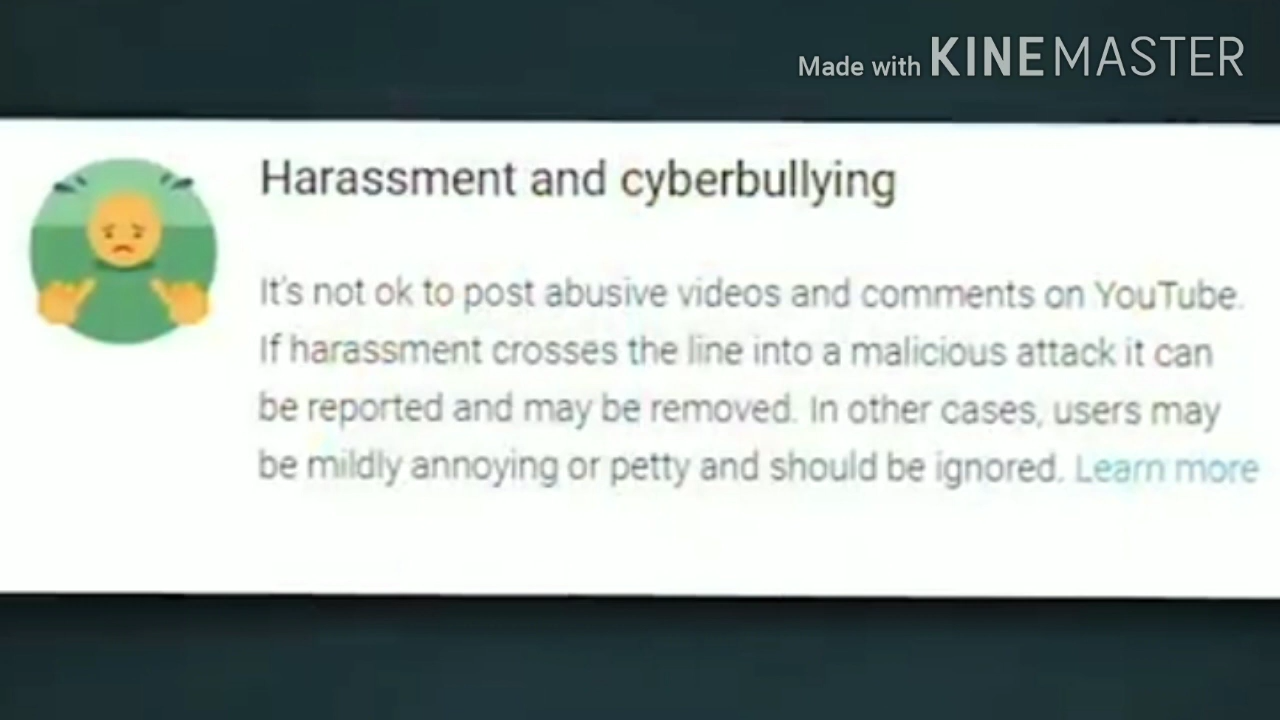 Made with KINEMASTER
Harassment and cyberbullying
It's not ok to post abusive videos and comments on YouTube.
If harassment crosses the line into a malicious attack it can
be reported and may be removed. In other cases, users may
be mildly annoying or petty and should be ignored. Learn more